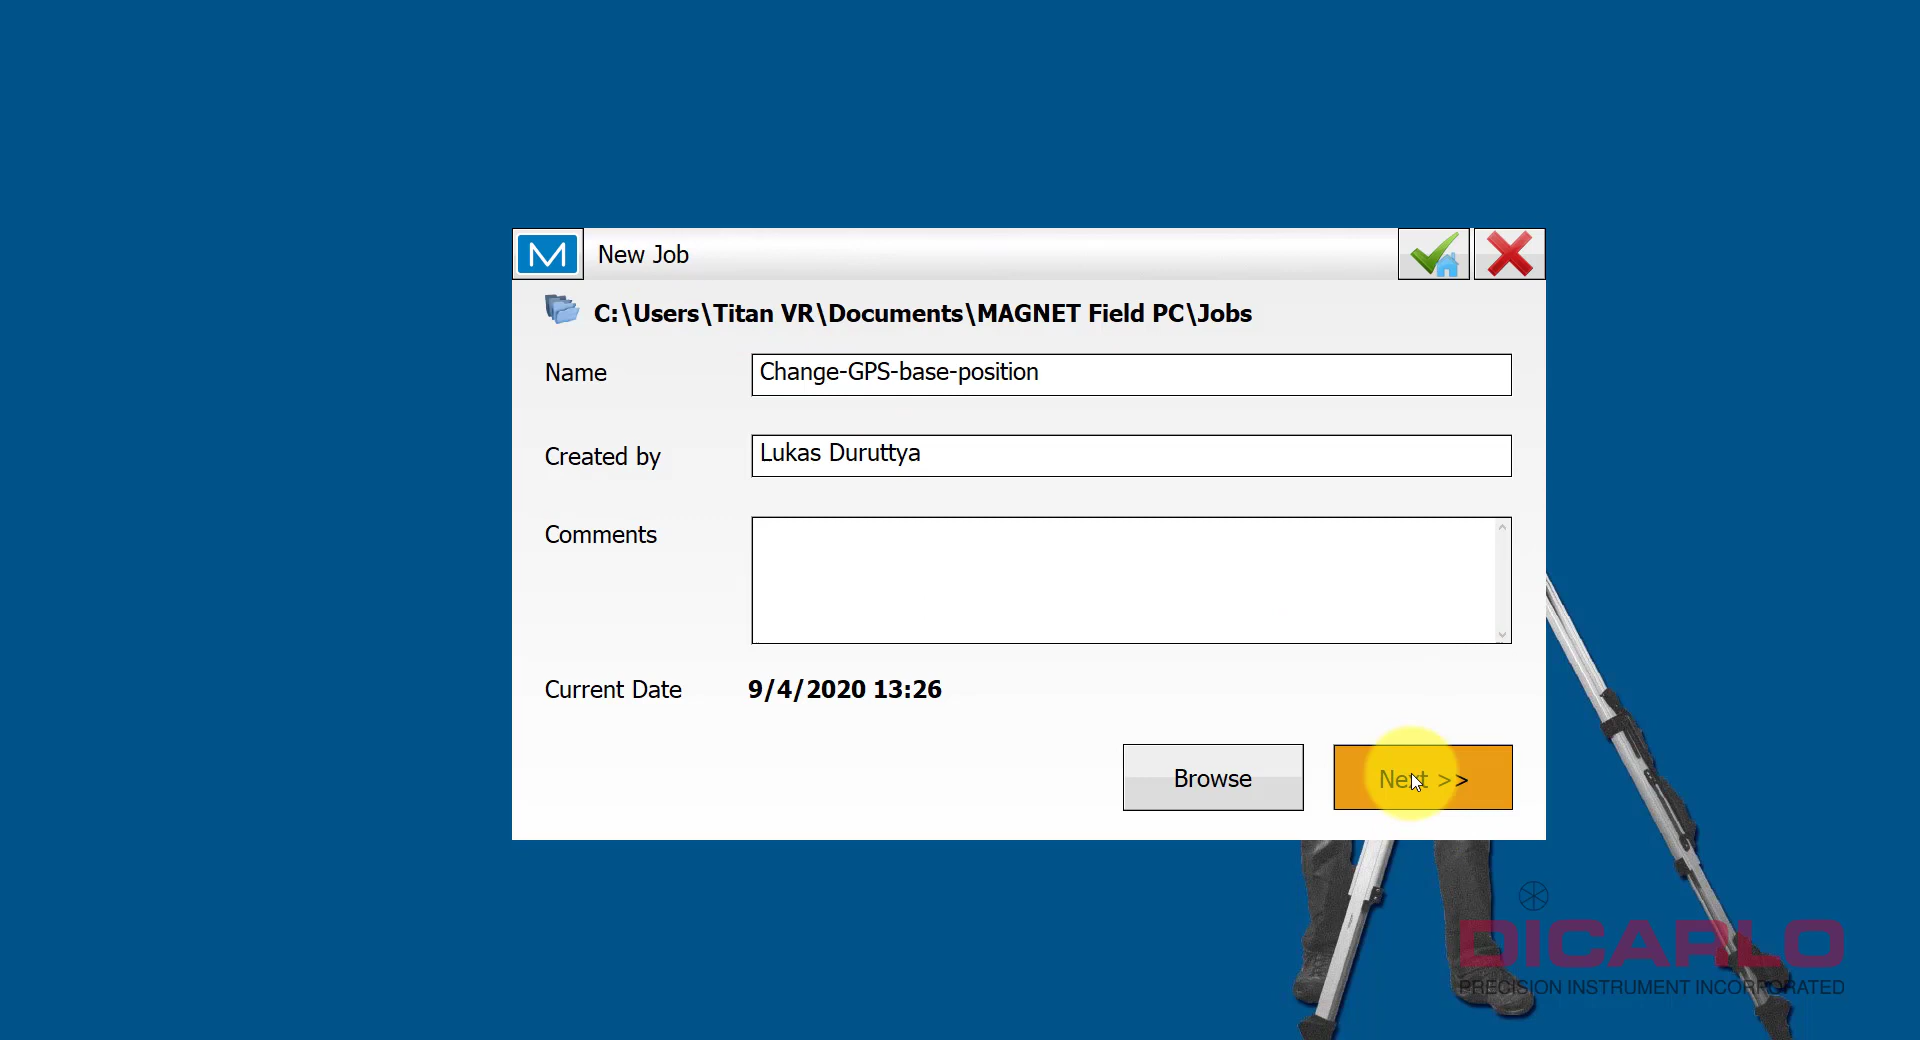 New Job
C:\Users\Titan VR\Documents\MAGNET Field PC\Jobs
Name
Change-GPS-base-position
Created by
Lukas Duruttya
Comments
Current Date
9/4/2020 13:26
Browse
Next >>
DICARLO
PRECISION INSTRUMENT INCORPORATED